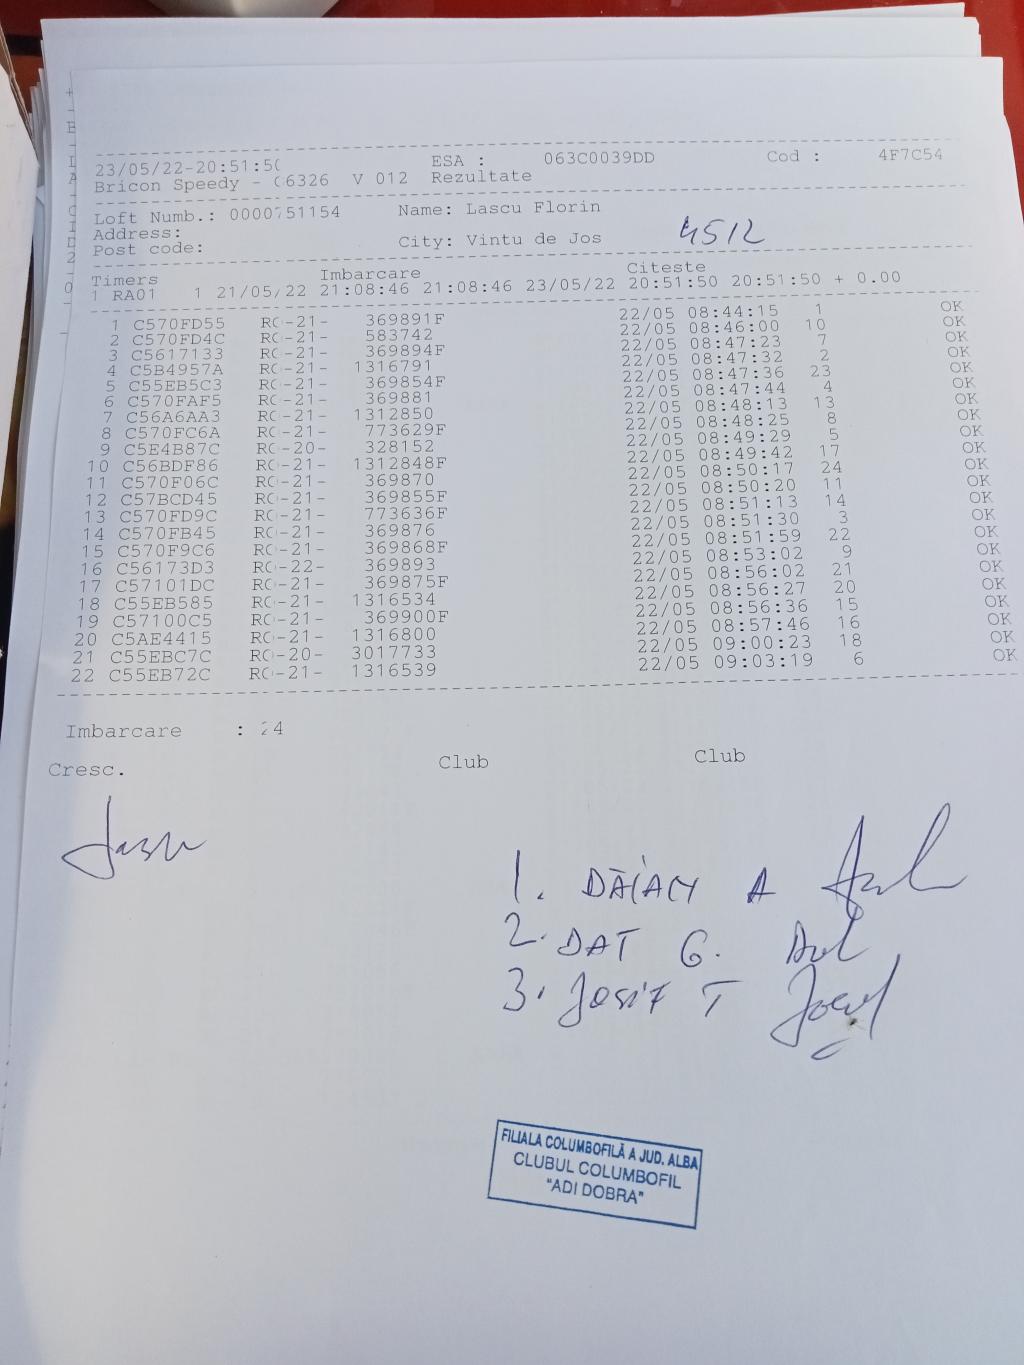 23/05/22-20:51:50 ESA : 063C0039DD Cod : 4F7C54
Bricon Speedy - 06326 V 012 Rezultate
Loft Numb.: 0000751154 Name: Lascu Florin
Address:
Post code: City: Vintu de Jos 4512
Timers Imbarcare Citeste
1 RA01 1 21/05/22 21:08:46 21:08:46 23/05/22 20:51:50 20:51:50 + 0.00
1 C570FD55 RO-21- 369891F 22/05 08:44:15 1 OK
2 C570FD4C RO-21- 583742 22/05 08:46:00 10 OK
3 C5617133 RO-21- 369894F 22/05 08:47:23 7 OK
4 C5B4957A RO-21- 1316791 22/05 08:47:32 2 OK
5 C55EB5C3 RO-21- 369854F 22/05 08:47:36 23 OK
6 C570FAF5 RO-21- 369881 22/05 08:47:44 4 OK
7 C56A6AA3 RO-21- 1312850 22/05 08:48:13 13 OK
8 C570FC6A RO-21- 773629F 22/05 08:48:25 8 OK
9 C5E4B87C RO-20- 328152 22/05 08:49:29 5 OK
10 C56BDF86 RO-21- 1312848F 22/05 08:49:42 17 OK
11 C570F06C RO-21- 369870 22/05 08:50:17 24 OK
12 C57BCD45 RO-21- 369855F 22/05 08:50:20 11 OK
13 C570FD9C RO-21- 773636F 22/05 08:51:13 14 OK
14 C570FB45 RO-21- 369876 22/05 08:51:30 3 OK
15 C570F9C6 RO-21- 369868F 22/05 08:51:59 22 OK
16 C56173D3 RO-22- 369893 22/05 08:53:02 9 OK
17 C57101DC RO-21- 369875F 22/05 08:56:02 21 OK
18 C55EB585 RO-21- 1316534 22/05 08:56:27 20 OK
19 C57100C5 RO-21- 369900F 22/05 08:56:36 15 OK
20 C5AE4415 RO-21- 1316800 22/05 08:57:46 16 OK
21 C55EBC7C RO-20- 3017733 22/05 09:00:23 18 OK
22 C55EB72C RO-21- 1316539 22/05 09:03:19 6 OK
Imbarcare : 24
Cresc. Club Club
1. DĂIAN A
2. DAT G.
3. Josif T
FILIALA COLUMBOFILĂ A JUD. ALBA
CLUBUL COLUMBOFIL
"ADI DOBRA"